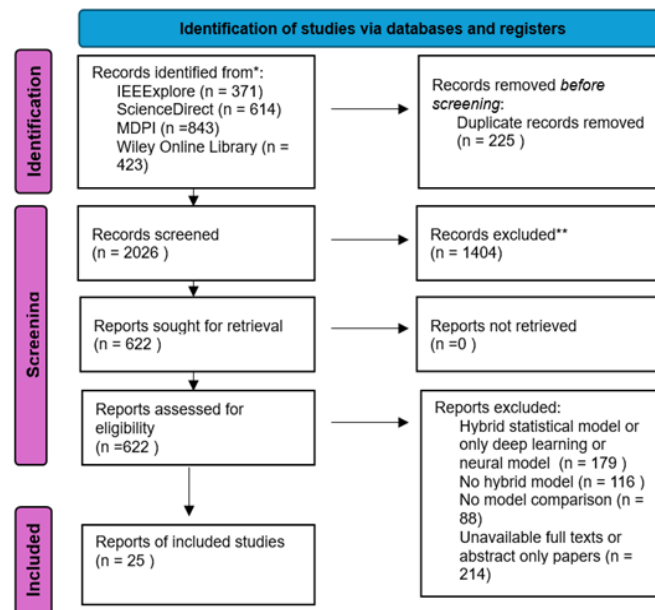 Identification of studies via databases and registers
Identification
Records identified from*:
IEEExplore (n = 371)
ScienceDirect (n = 614)
MDPI (n =843)
Wiley Online Library (n =
423)
Records removed before
screening:
Duplicate records removed
(n = 225 )
Screening
Records screened
(n = 2026 )
Records excluded**
(n = 1404)
Reports sought for retrieval
(n = 622 )
Reports not retrieved
(n =0 )
Reports assessed for
eligibility
(n =622 )
Reports excluded:
Hybrid statistical model or
only deep learning or
neural model (n = 179 )
No hybrid model (n = 116 )
No model comparison (n =
88)
Unavailable full texts or
abstract only papers (n =
214)
Included
Reports of included studies
(n = 25 )